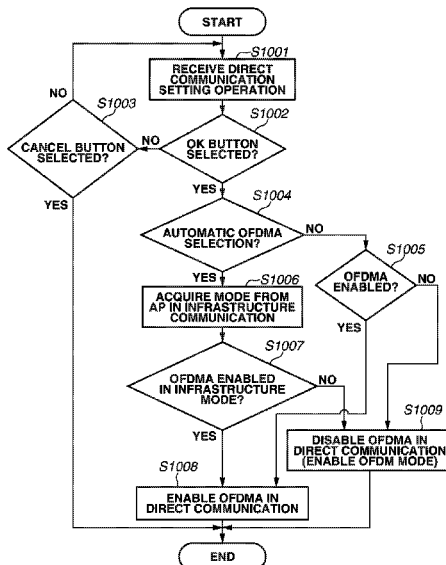 START
S1001
RECEIVE DIRECT
COMMUNICATION
SETTING OPERATION
NO
S1003
S1002
CANCEL BUTTON
SELECTED?
NO
OK BUTTON
SELECTED?
YES
YES
S1004
AUTOMATIC OFDMA
SELECTION?
NO
S1005
YES
S1006
OFDMA
ENABLED?
NO
ACQUIRE MODE FROM
AP IN INFRASTRUCTURE
COMMUNICATION
YES
S1007
OFDMA ENABLED
IN INFRASTRUCTURE
MODE?
NO
S1009
YES
DISABLE OFDMA IN
DIRECT COMMUNICATION
(ENABLE OFDM MODE)
S1008
ENABLE OFDMA IN
DIRECT COMMUNICATION
END